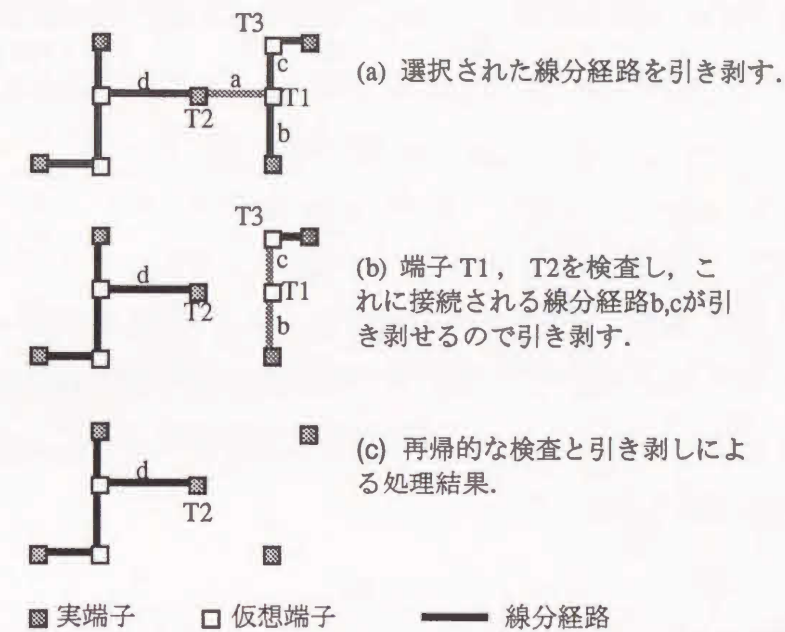 T3
c
d
a
T1
T2
b
(a) 選択された線分経路を引き剥す.
T3
c
d
T1
T2
b
(b) 端子 T1， T2を検査し，こ
れに接続される線分経路b,cが引
き剥せるので引き剥す.
d
T2
(c) 再帰的な検査と引き剥しによ
る処理結果.
実端子
仮想端子
線分経路